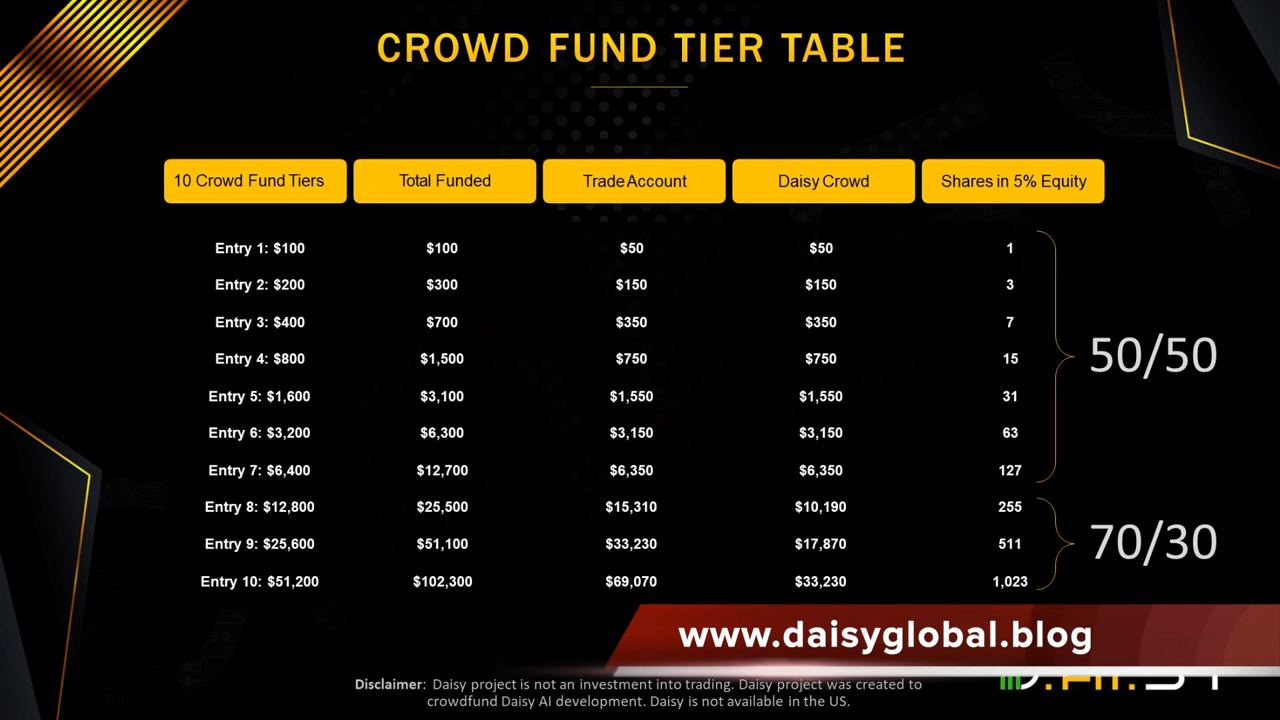 CROWD FUND TIER TABLE
10 Crowd Fund Tiers Total Funded Trade Account Daisy Crowd Shares in 5% Equity
Entry 1: $100 $100 $50 $50 1
Entry 2: $200 $300 $150 $150 3
Entry 3: $400 $700 $350 $350 7
Entry 4: $800 $1,500 $750 $750 15
50/50
Entry 5: $1,600 $3,100 $1,550 $1,550 31
Entry 6: $3,200 $6,300 $3,150 $3,150 63
Entry 7: $6,400 $12,700 $6,350 $6,350 127
Entry 8: $12,800 $25,500 $15,310 $10,190 255
Entry 9: $25,600 $51,100 $33,230 $17,870 511
70/30
Entry 10: $51,200 $102,300 $69,070 $33,230 1,023
www.daisyglobal.blog
Disclaimer: Daisy project is not an investment into trading. Daisy project was created to
crowdfund Daisy AI development. Daisy is not available in the US.